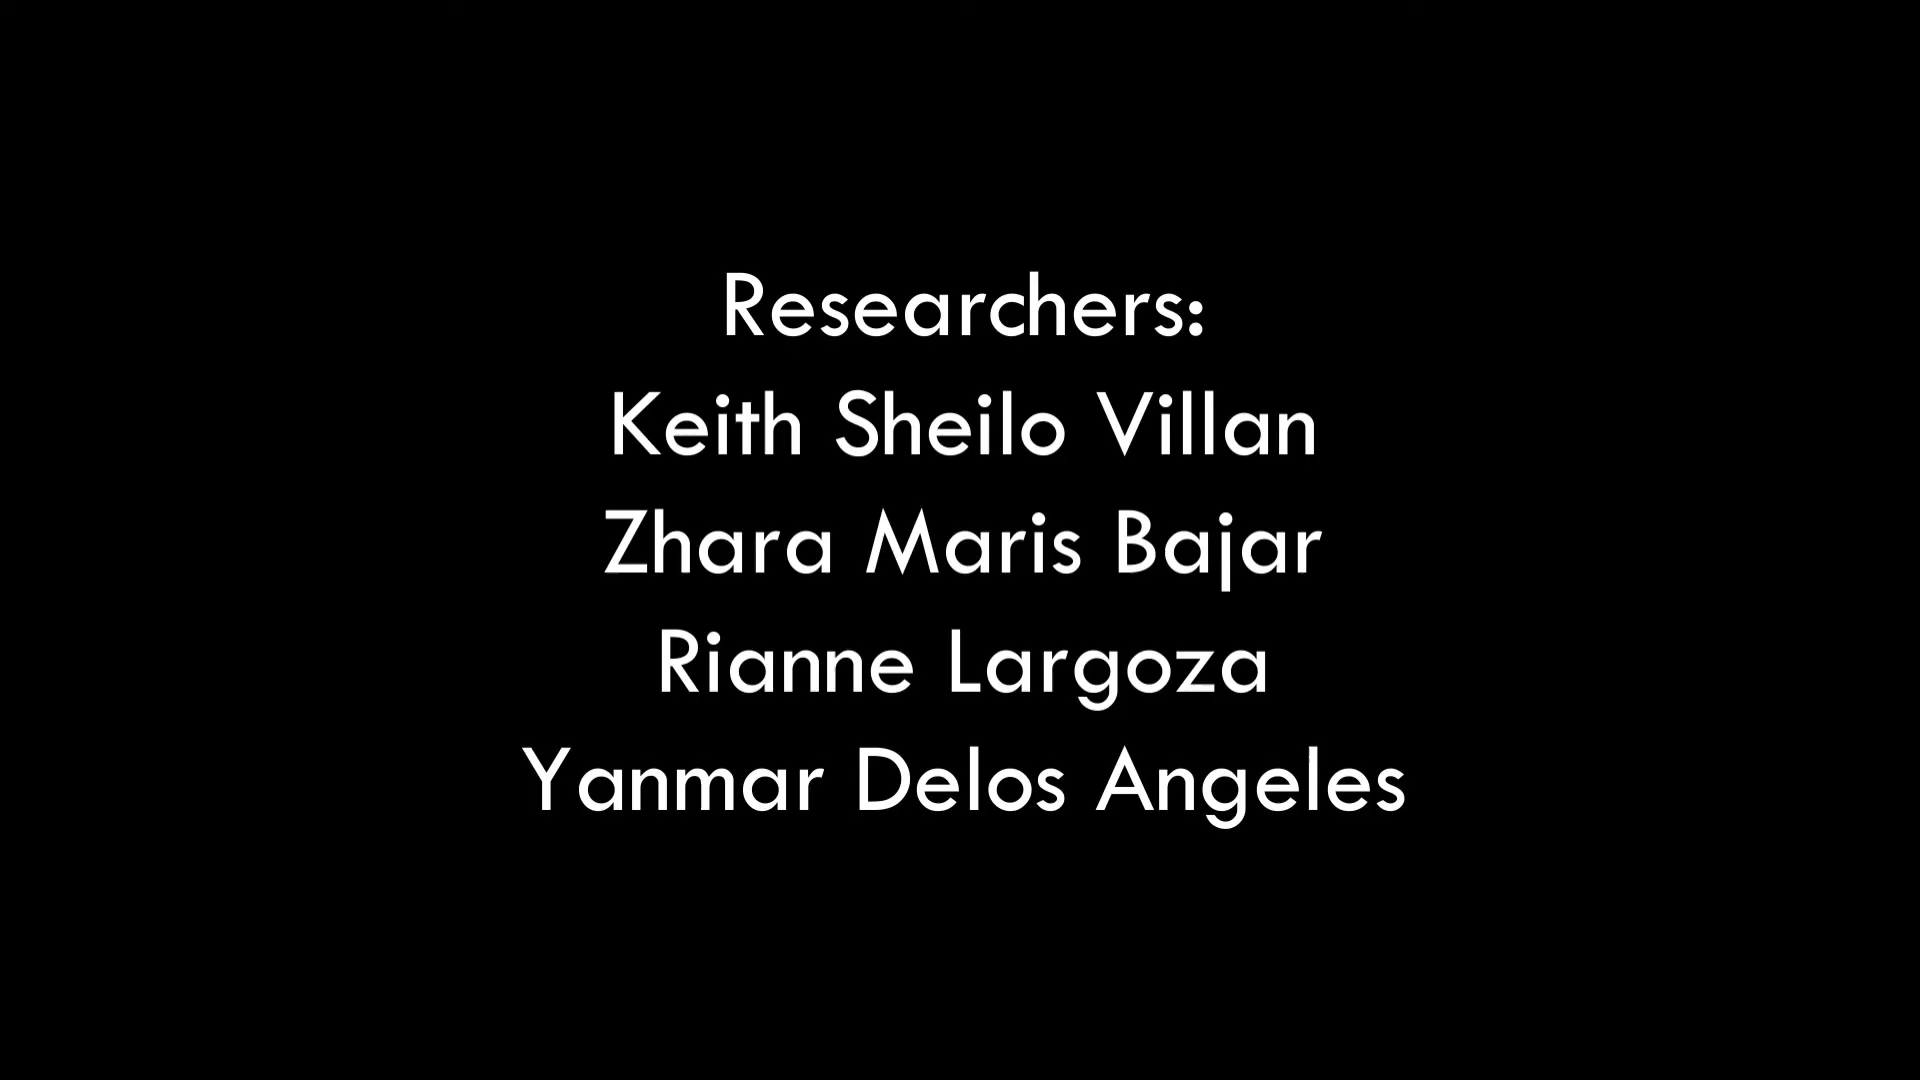 Researchers:
Keith Sheilo Villan
Zhara Maris Bajar
Rianne Largoza
Yanmar Delos Angeles